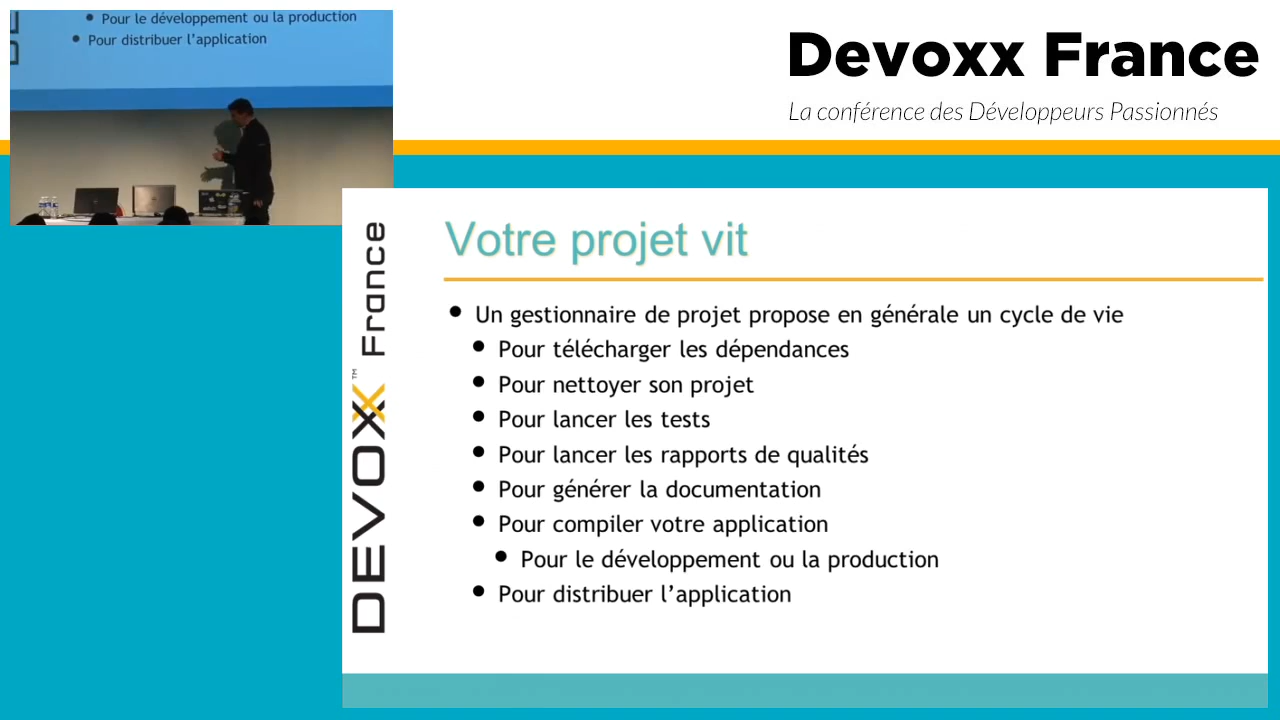 Pour le développement ou la production
Pour distribuer l'application
Devoxx France
La conférence des Développeurs Passionnés
DEVOXX™ France
Votre projet vit
Un gestionnaire de projet propose en générale un cycle de vie
Pour télécharger les dépendances
Pour nettoyer son projet
Pour lancer les tests
Pour lancer les rapports de qualités
Pour générer la documentation
Pour compiler votre application
Pour le développement ou la production
Pour distribuer l'application